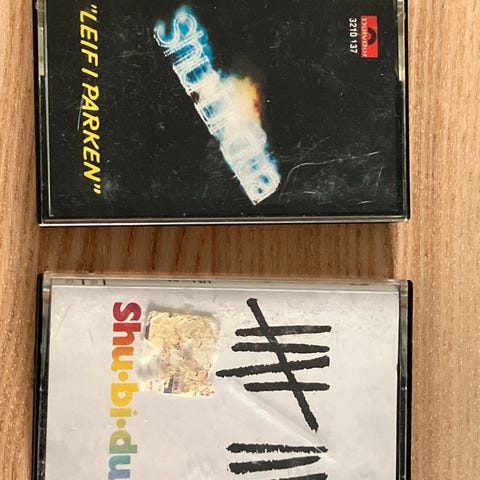 Polydor
3210 137
shu·bi·dua
"LEIF I PARKEN"
shu·bi·du